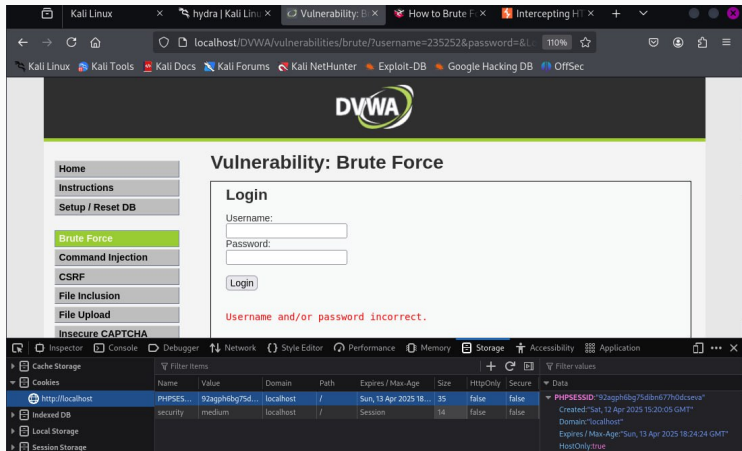 Kali Linux
hydra | Kali Linu
Vulnerability: B
How to Brute F
Intercepting HT
localhost/DVWA/vulnerabilities/brute/?username=235252&password=&L
110%
Kali Linux Kali Tools Kali Docs Kali Forums Kali NetHunter Exploit-DB Google Hacking DB OffSec
DVWA
Vulnerability: Brute Force
Home
Instructions
Setup / Reset DB
Brute Force
Command Injection
CSRF
File Inclusion
File Upload
Insecure CAPTCHA
Login
Username:
Password:
Login
Username and/or password incorrect.
Inspector Console Debugger Network {} Style Editor Performance Memory Storage Accessibility Application
Cache Storage
Cookies
http://localhost
Indexed DB
Local Storage
Session Storage
Filter Items
Name Value Domain Path Expires / Max-Age Size HttpOnly Secure
PHPSES... 92agph6bg75d... localhost / Sun, 13 Apr 2025 18... 35 false false
security medium localhost / Session 14 false false
Filter values
Data
PHPSESSID:"92agph6bg75dibn677h0dcseva"
Created:"Sat, 12 Apr 2025 15:20:05 GMT"
Domain:"localhost"
Expires / Max-Age:"Sun, 13 Apr 2025 18:24:24 GMT"
HostOnly:true